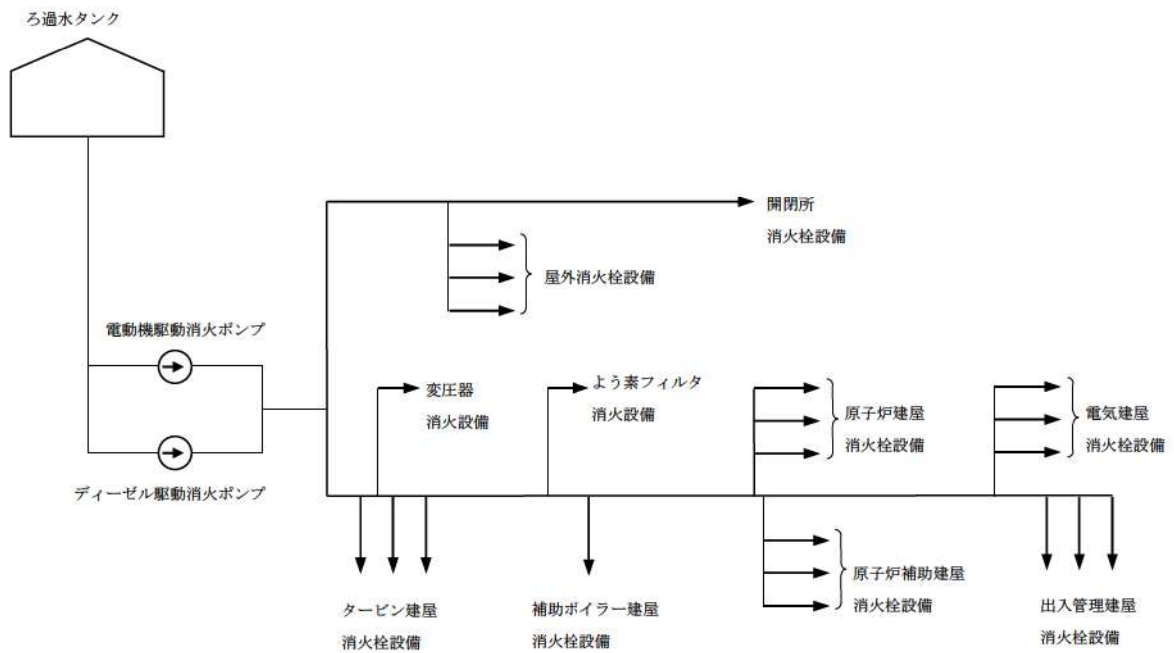 ろ過水タンク
開閉所
消火栓設備
屋外消火栓設備
電動機駆動消火ポンプ
ディーゼル駆動消火ポンプ
変圧器
消火設備
よう素フィルタ
消火設備
原子炉建屋
消火栓設備
電気建屋
消火栓設備
タービン建屋
消火栓設備
補助ボイラー建屋
消火栓設備
原子炉補助建屋
消火栓設備
出入管理建屋
消火栓設備